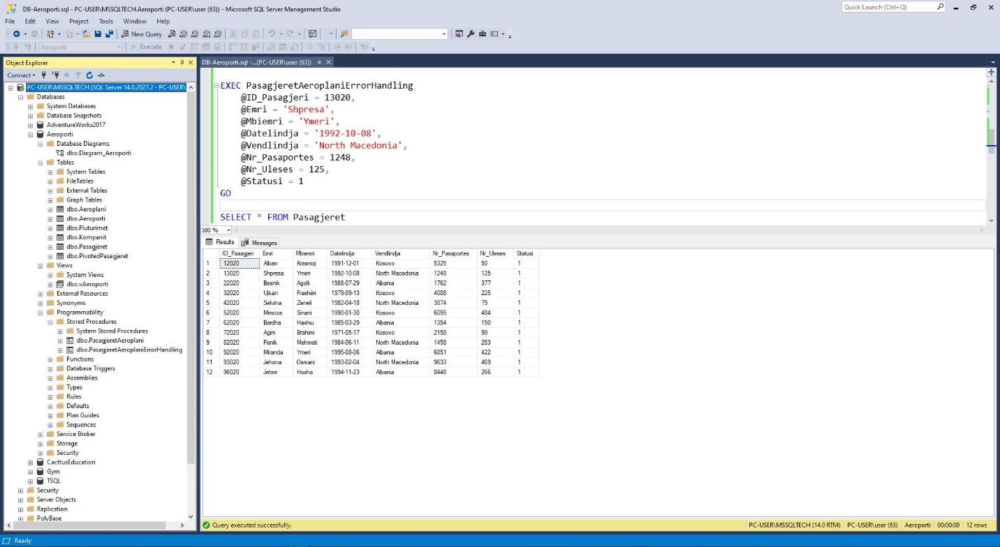 DB-Aeroporti.sql - PC-USER\MSSQLTECH.Aeroporti (PC-USER\user (63)) - Microsoft SQL Server Management Studio
Quick Launch (Ctrl+Q)
File Edit View Project Tools Window Help
New Query
Aeroporti Execute
Object Explorer
Connect
PC-USER\MSSQLTECH (SQL Server 14.0.2027.2 - PC-USER\
Databases
System Databases
Database Snapshots
AdventureWorks2017
Aeroporti
Database Diagrams
dbo.Diagram_Aeroporti
Tables
System Tables
FileTables
External Tables
Graph Tables
dbo.Aeroplani
dbo.Aeroporti
dbo.Fluturimet
dbo.Kompanit
dbo.Pasagjeret
dbo.PivotedPasagjeret
Views
System Views
dbo.vAeroporti
External Resources
Synonyms
Programmability
Stored Procedures
System Stored Procedures
dbo.PasagjeretAeroplani
dbo.PasagjeretAeroplaniErrorHandling
Functions
Database Triggers
Assemblies
Types
Rules
Defaults
Plan Guides
Sequences
Service Broker
Storage
Security
CacttusEducation
Gym
TSQL
Security
Server Objects
Replication
PolyBase
DB-Aeroporti.sql -...(PC-USER\user (63))
EXEC PasagjeretAeroplaniErrorHandling
@ID_Pasagjeri = 13020,
@Emri = 'Shpresa',
@Mbiemri = 'Ymeri',
@Datelindja = '1992-10-08',
@Vendlindja = 'North Macedonia',
@Nr_Pasaportes = 1248,
@Nr_Uleses = 125,
@Statusi = 1
GO
SELECT * FROM Pasagjeret
100 %
Results Messages
ID_Pasagjeri Emri Mbiemri Datelindja Vendlindja Nr_Pasaportes Nr_Uleses Statusi
1 12020 Alban Krasniqi 1991-12-01 Kosovo 5325 50 1
2 13020 Shpresa Ymeri 1992-10-08 North Macedonia 1248 125 1
3 22020 Besnik Agolli 1988-07-29 Albania 1762 377 1
4 32020 Ujkan Frashëri 1979-09-13 Kosovo 4008 225 1
5 42020 Selvina Zeneli 1982-04-18 North Macedonia 3874 79 1
6 52020 Mimoza Sinani 1990-01-30 Kosovo 6055 484 1
7 62020 Bardha Haxhiu 1985-03-29 Albania 1354 150 1
8 72020 Agim Brahimi 1971-05-17 Kosovo 2158 99 1
9 82020 Fisnik Mehmeti 1984-06-11 North Macedonia 1458 283 1
10 92020 Miranda Ymeri 1995-08-06 Albania 6851 422 1
11 93020 Jehona Osmani 1993-02-04 North Macedonia 9633 469 1
12 96020 Jetmir Hoxha 1994-11-23 Albania 8448 266 1
Query executed successfully. PC-USER\MSSQLTECH (14.0 RTM) PC-USER\user (63) Aeroporti 00:00:00 12 rows
Ready